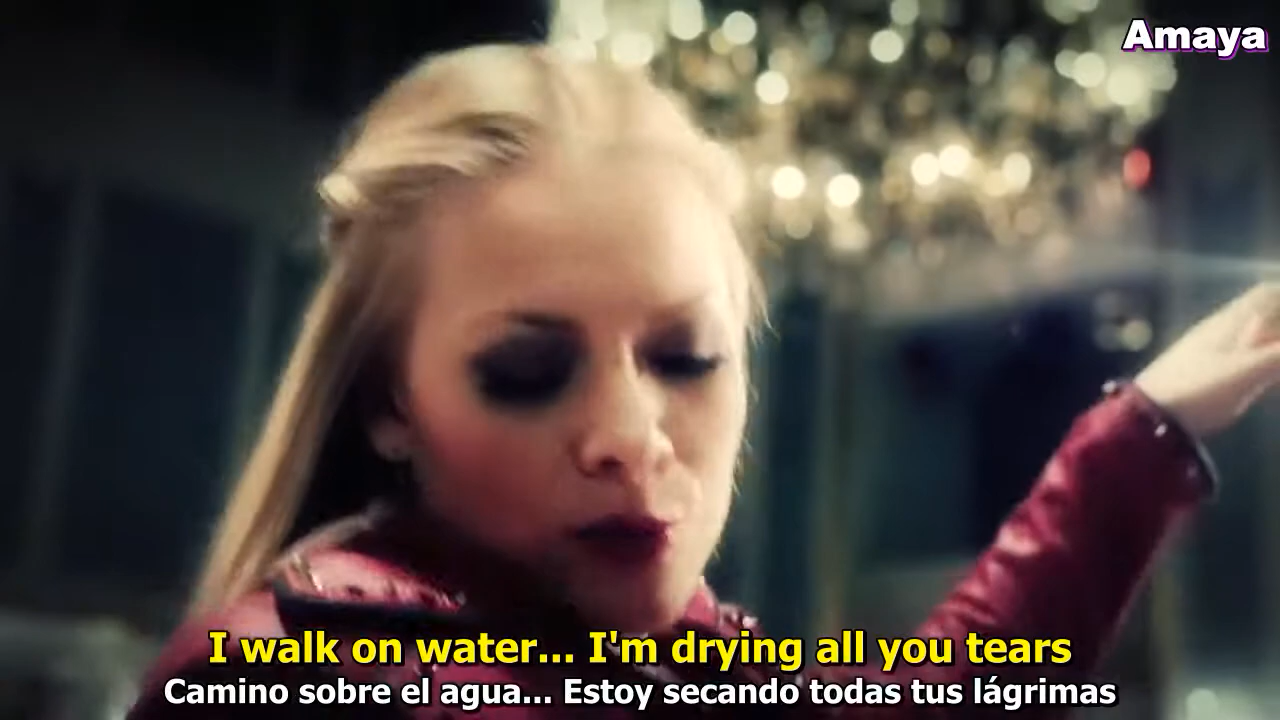 Amaya
I walk on water... I'm drying all you tears
Camino sobre el agua... Estoy secando todas tus lágrimas